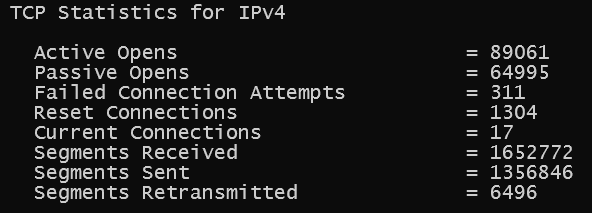 TCP Statistics for IPv4
Active Opens = 89061
Passive Opens = 64995
Failed Connection Attempts = 311
Reset Connections = 1304
Current Connections = 17
Segments Received = 1652772
Segments Sent = 1356846
Segments Retransmitted = 6496